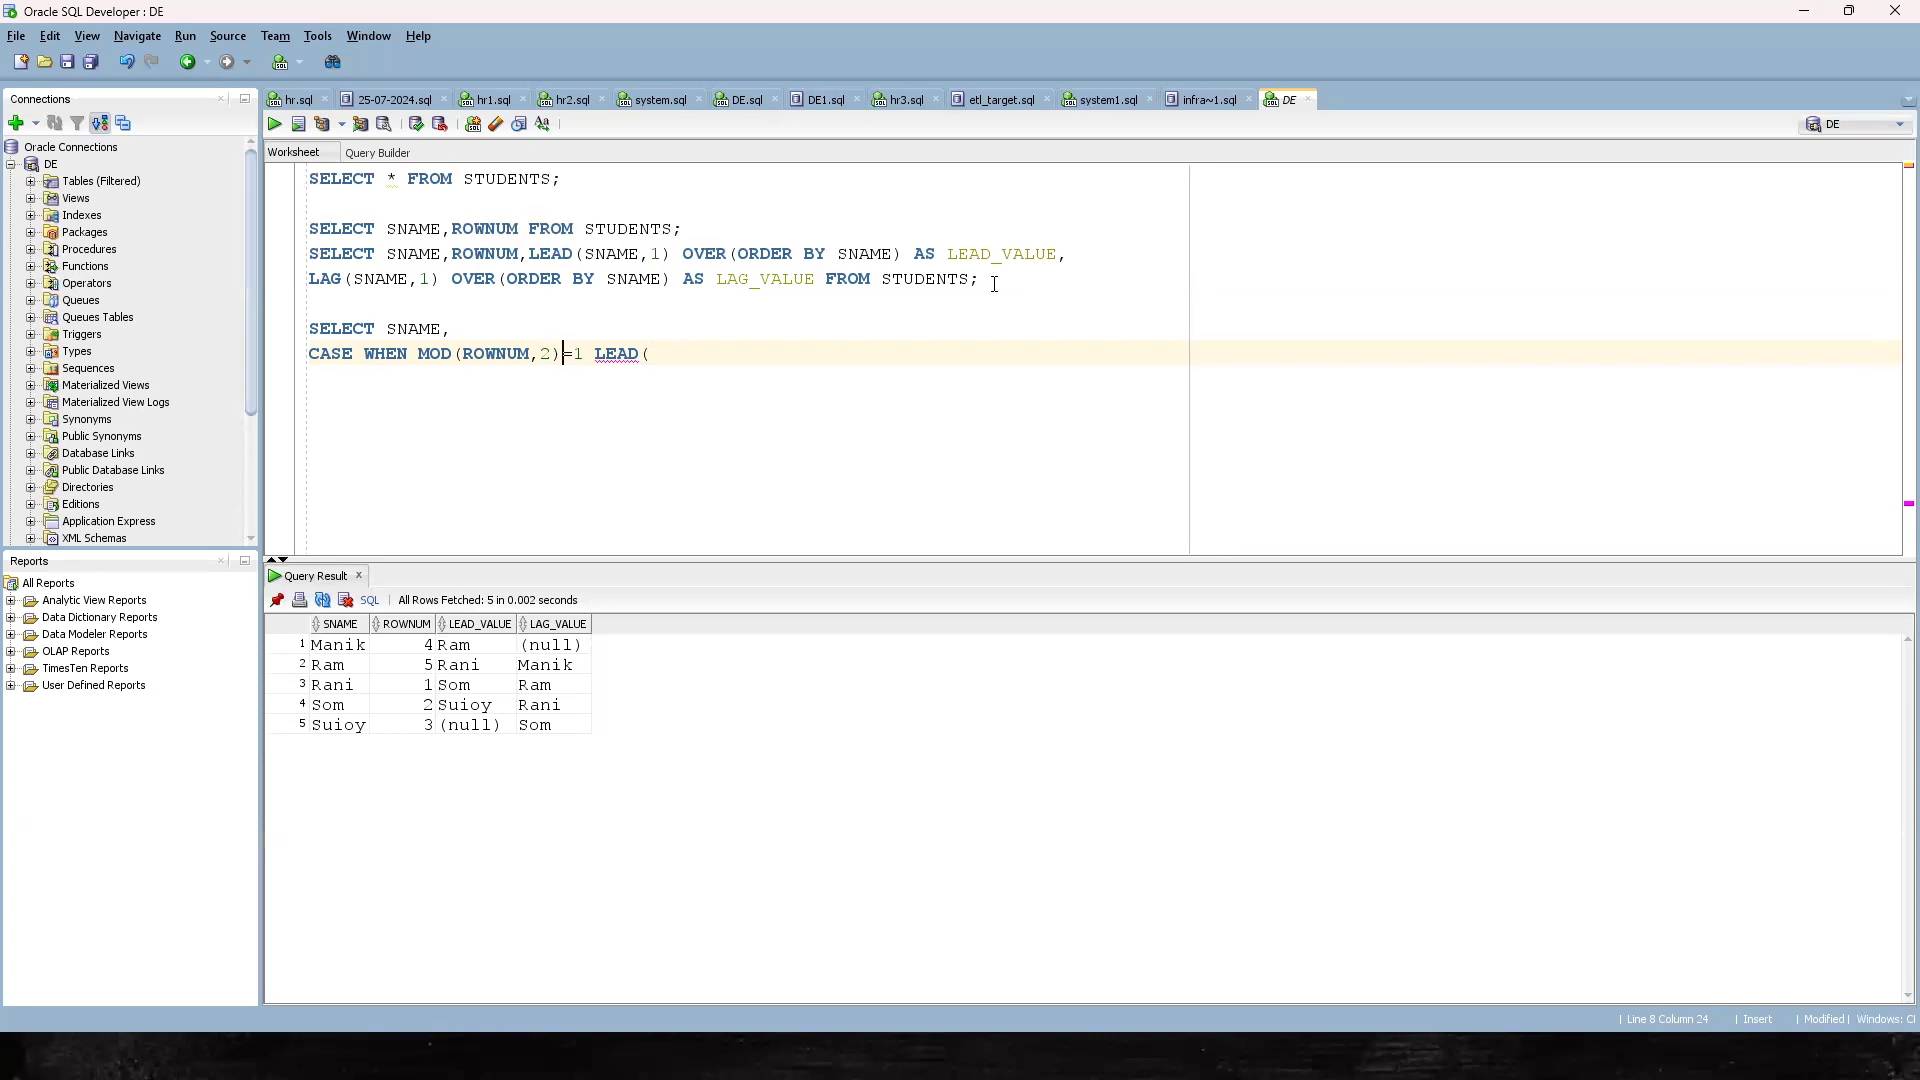 Oracle SQL Developer : DE
File Edit View Navigate Run Source Team Tools Window Help
Connections
hr.sql 25-07-2024.sql hr1.sql hr2.sql system.sql DE.sql DE1.sql hr3.sql etl_target.sql system1.sql infra~1.sql DE
DE
Worksheet Query Builder
Oracle Connections
DE
Tables (Filtered)
Views
Indexes
Packages
Procedures
Functions
Operators
Queues
Queues Tables
Triggers
Types
Sequences
Materialized Views
Materialized View Logs
Synonyms
Public Synonyms
Database Links
Public Database Links
Directories
Editions
Application Express
XML Schemas
SELECT * FROM STUDENTS;
SELECT SNAME,ROWNUM FROM STUDENTS;
SELECT SNAME,ROWNUM,LEAD(SNAME,1) OVER(ORDER BY SNAME) AS LEAD_VALUE,
LAG(SNAME,1) OVER(ORDER BY SNAME) AS LAG_VALUE FROM STUDENTS;
SELECT SNAME,
CASE WHEN MOD(ROWNUM,2)=1 LEAD(
Reports
All Reports
Analytic View Reports
Data Dictionary Reports
Data Modeler Reports
OLAP Reports
TimesTen Reports
User Defined Reports
Query Result
SQL | All Rows Fetched: 5 in 0.002 seconds
SNAME ROWNUM LEAD_VALUE LAG_VALUE
1 Manik 4 Ram (null)
2 Ram 5 Rani Manik
3 Rani 1 Som Ram
4 Som 2 Suioy Rani
5 Suioy 3 (null) Som
| Line 8 Column 24 | Insert | Modified | Windows: Cl